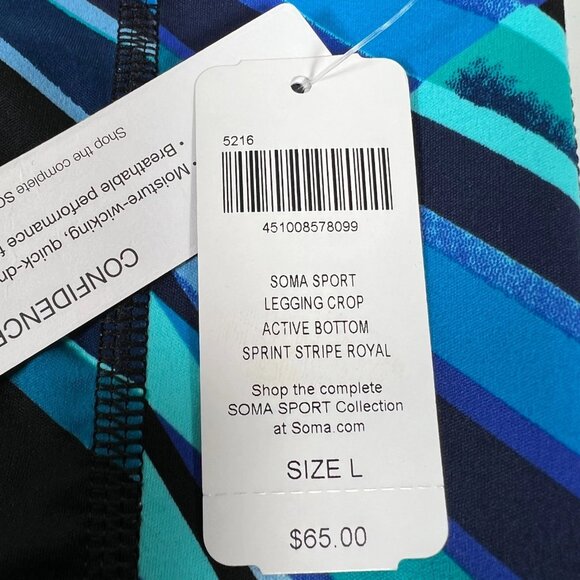 5216
451008578099
SOMA SPORT
LEGGING CROP
ACTIVE BOTTOM
SPRINT STRIPE ROYAL
Shop the complete
SOMA SPORT Collection
at Soma.com
SIZE L
$65.00
CONFIDENCE
• Moisture-wicking, quick-
• Breathable performance
Shop the complete